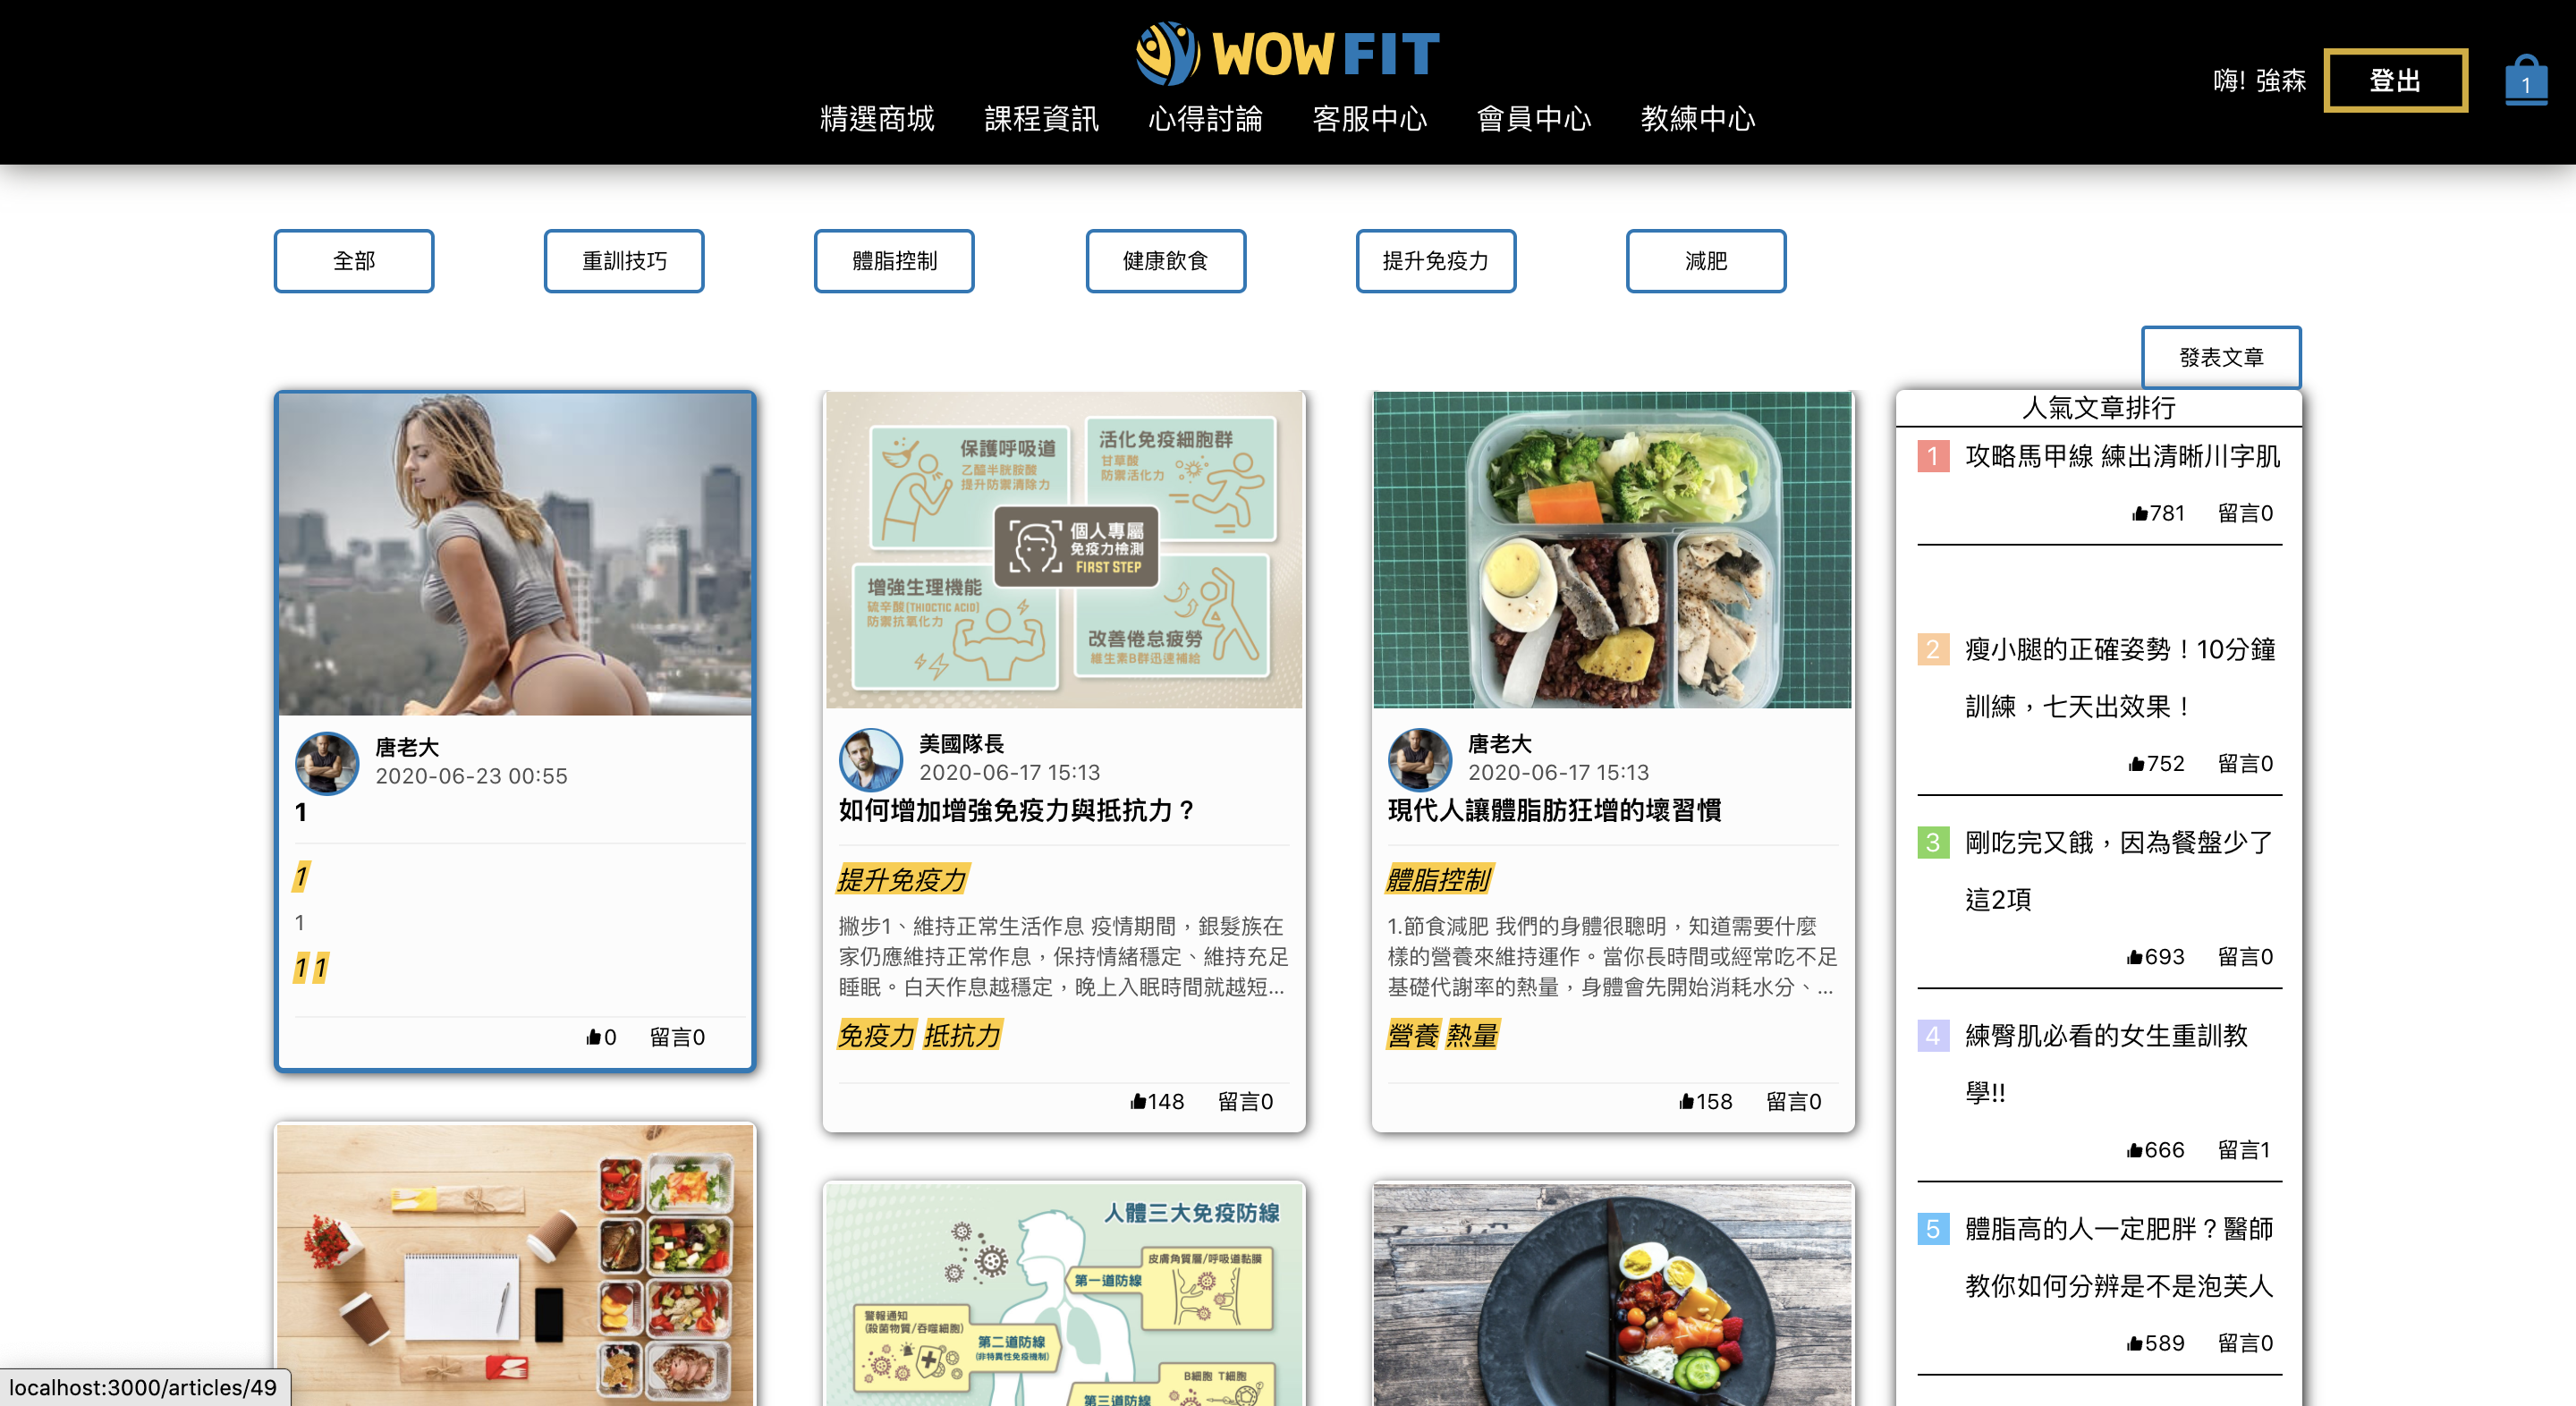 WOWFIT
精選商城 課程資訊 心得討論 客服中心 會員中心 教練中心
嗨! 強森
登出
1
全部
重訓技巧
體脂控制
健康飲食
提升免疫力
減肥
發表文章
唐老大
2020-06-23 00:55
1
1
1
1 1
0 留言0
保護呼吸道
乙醯半胱胺酸
提升防禦清除力
活化免疫細胞群
甘草酸
防禦活化力
個人專屬
免疫力檢測
FIRST STEP
增強生理機能
硫辛酸(THIOCTIC ACID)
防禦抗氧化力
改善倦怠疲勞
維生素B群迅速補給
美國隊長
2020-06-17 15:13
如何增加增強免疫力與抵抗力？
提升免疫力
撇步1、維持正常生活作息 疫情期間，銀髮族在
家仍應維持正常作息，保持情緒穩定、維持充足
睡眠。白天作息越穩定，晚上入眠時間就越短...
免疫力 抵抗力
148 留言0
唐老大
2020-06-17 15:13
現代人讓體脂肪狂增的壞習慣
體脂控制
1.節食減肥 我們的身體很聰明，知道需要什麼
樣的營養來維持運作。當你長時間或經常吃不足
基礎代謝率的熱量，身體會先開始消耗水分、...
營養 熱量
158 留言0
人氣文章排行
1 攻略馬甲線 練出清晰川字肌
781 留言0
2 瘦小腿的正確姿勢！10分鐘
訓練，七天出效果！
752 留言0
3 剛吃完又餓，因為餐盤少了
這2項
693 留言0
4 練臀肌必看的女生重訓教
學!!
666 留言1
5 體脂高的人一定肥胖？醫師
教你如何分辨是不是泡芙人
589 留言0
人體三大免疫防線
皮膚角質層/呼吸道黏膜
第一道防線
警報通知
(殺菌物質/吞噬細胞)
第二道防線
(非特異性免疫機制)
B細胞 T細胞
第三道防線
localhost:3000/articles/49